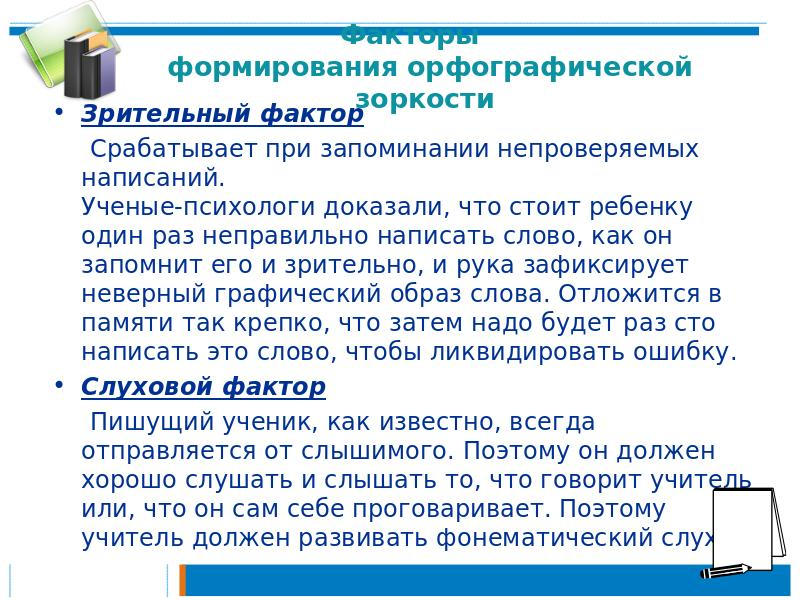 Факторы
формирования орфографической
зоркости
• Зрительный фактор
Срабатывает при запоминании непроверяемых
написаний.
Ученые-психологи доказали, что стоит ребенку
один раз неправильно написать слово, как он
запомнит его и зрительно, и рука зафиксирует
неверный графический образ слова. Отложится в
памяти так крепко, что затем надо будет раз сто
написать это слово, чтобы ликвидировать ошибку.
• Слуховой фактор
Пишущий ученик, как известно, всегда
отправляется от слышимого. Поэтому он должен
хорошо слушать и слышать то, что говорит учитель
или, что он сам себе проговаривает. Поэтому
учитель должен развивать фонематический слух